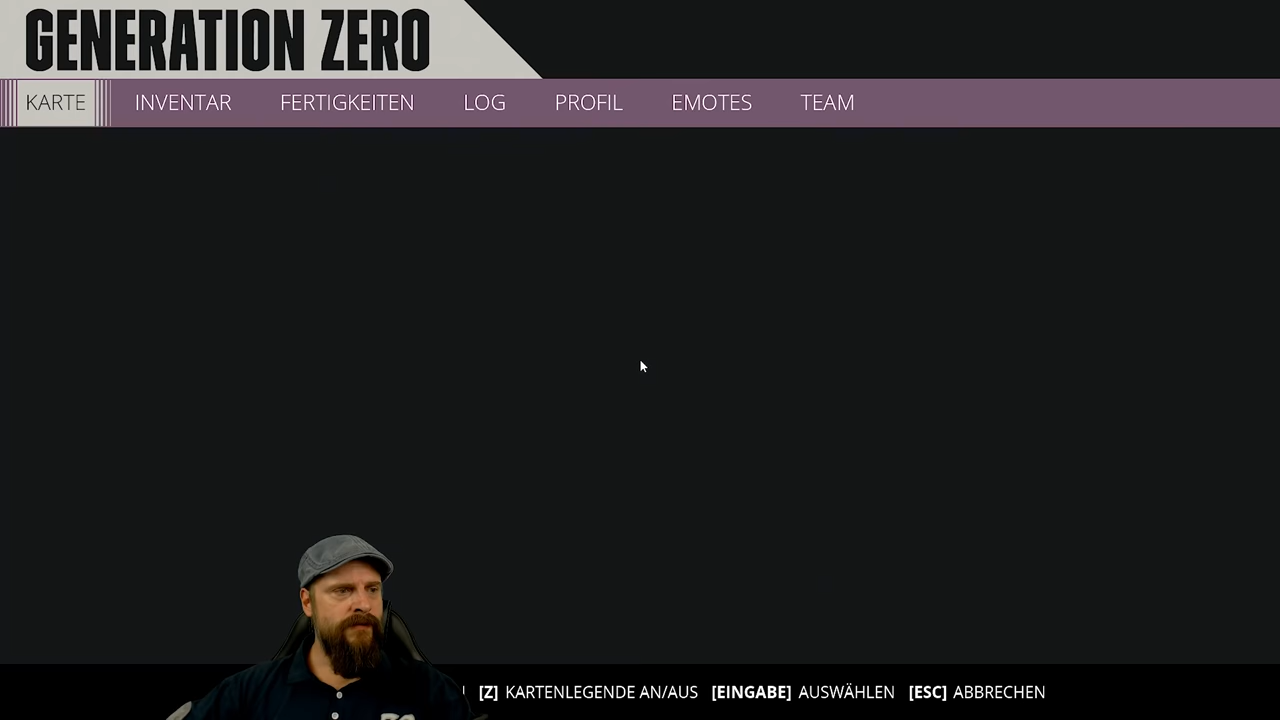 GENERATION ZERO
KARTE INVENTAR FERTIGKEITEN LOG PROFIL EMOTES TEAM
[Z] KARTENLEGENDE AN/AUS [EINGABE] AUSWÄHLEN [ESC] ABBRECHEN